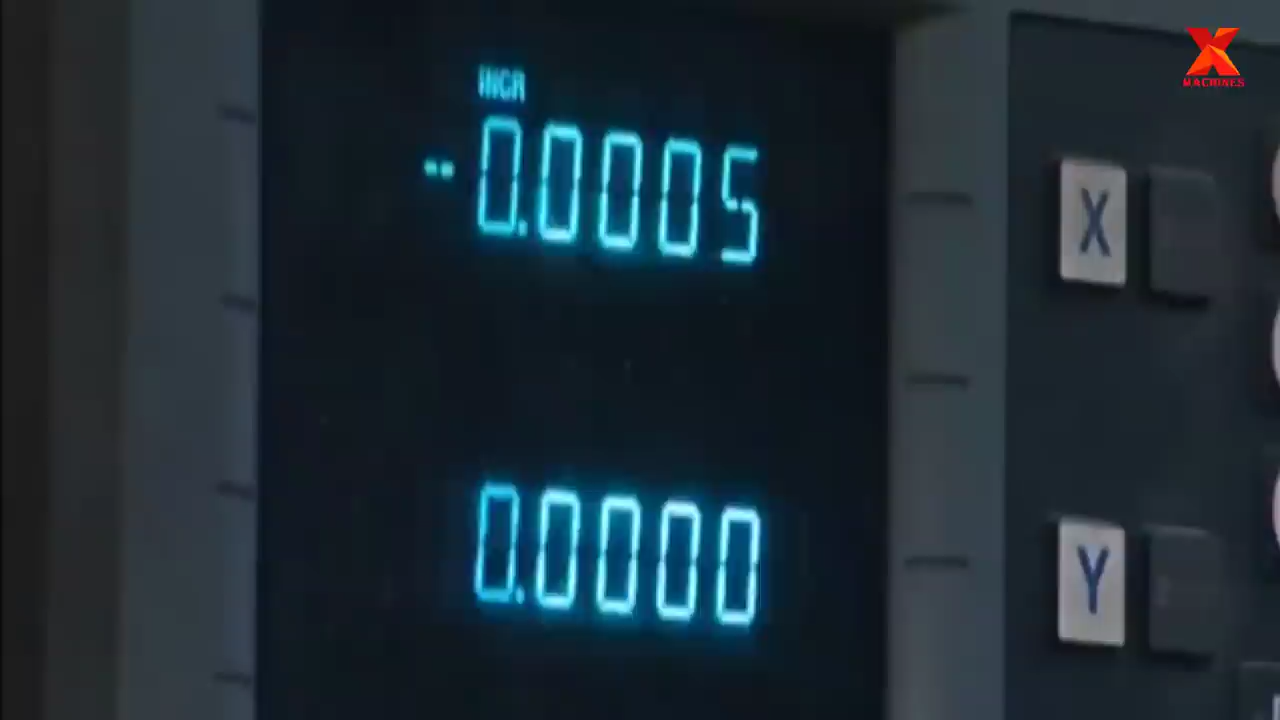 X
MACHINES
INCR
-0.0005
X
0.0000
Y